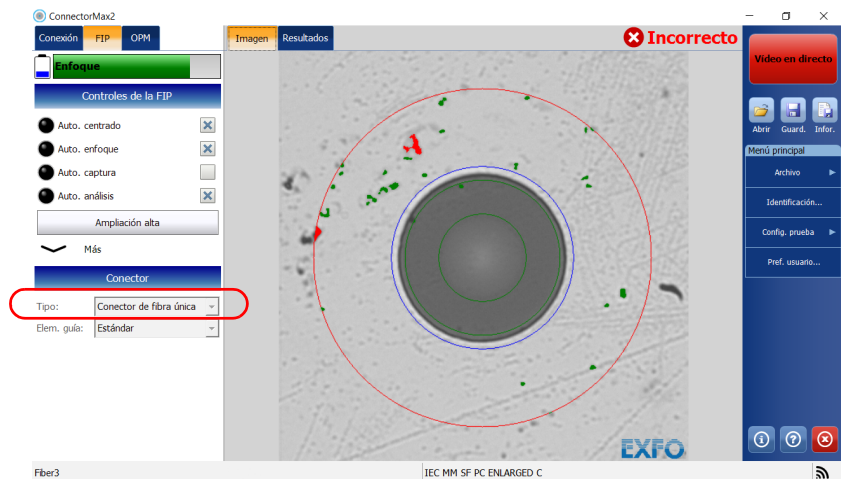 ConnectorMax2
Conexión FIP OPM
Imagen Resultados
Incorrecto
Enfoque
Controles de la FIP
Auto. centrado
Auto. enfoque
Auto. captura
Auto. análisis
Ampliación alta
Más
Conector
Tipo: Conector de fibra única
Elem. guía: Estándar
EXFO
Vídeo en directo
Abrir Guard. Infor.
Menú principal
Archivo
Identificación...
Config. prueba
Pref. usuario...
Fiber3
IEC MM SF PC ENLARGED C